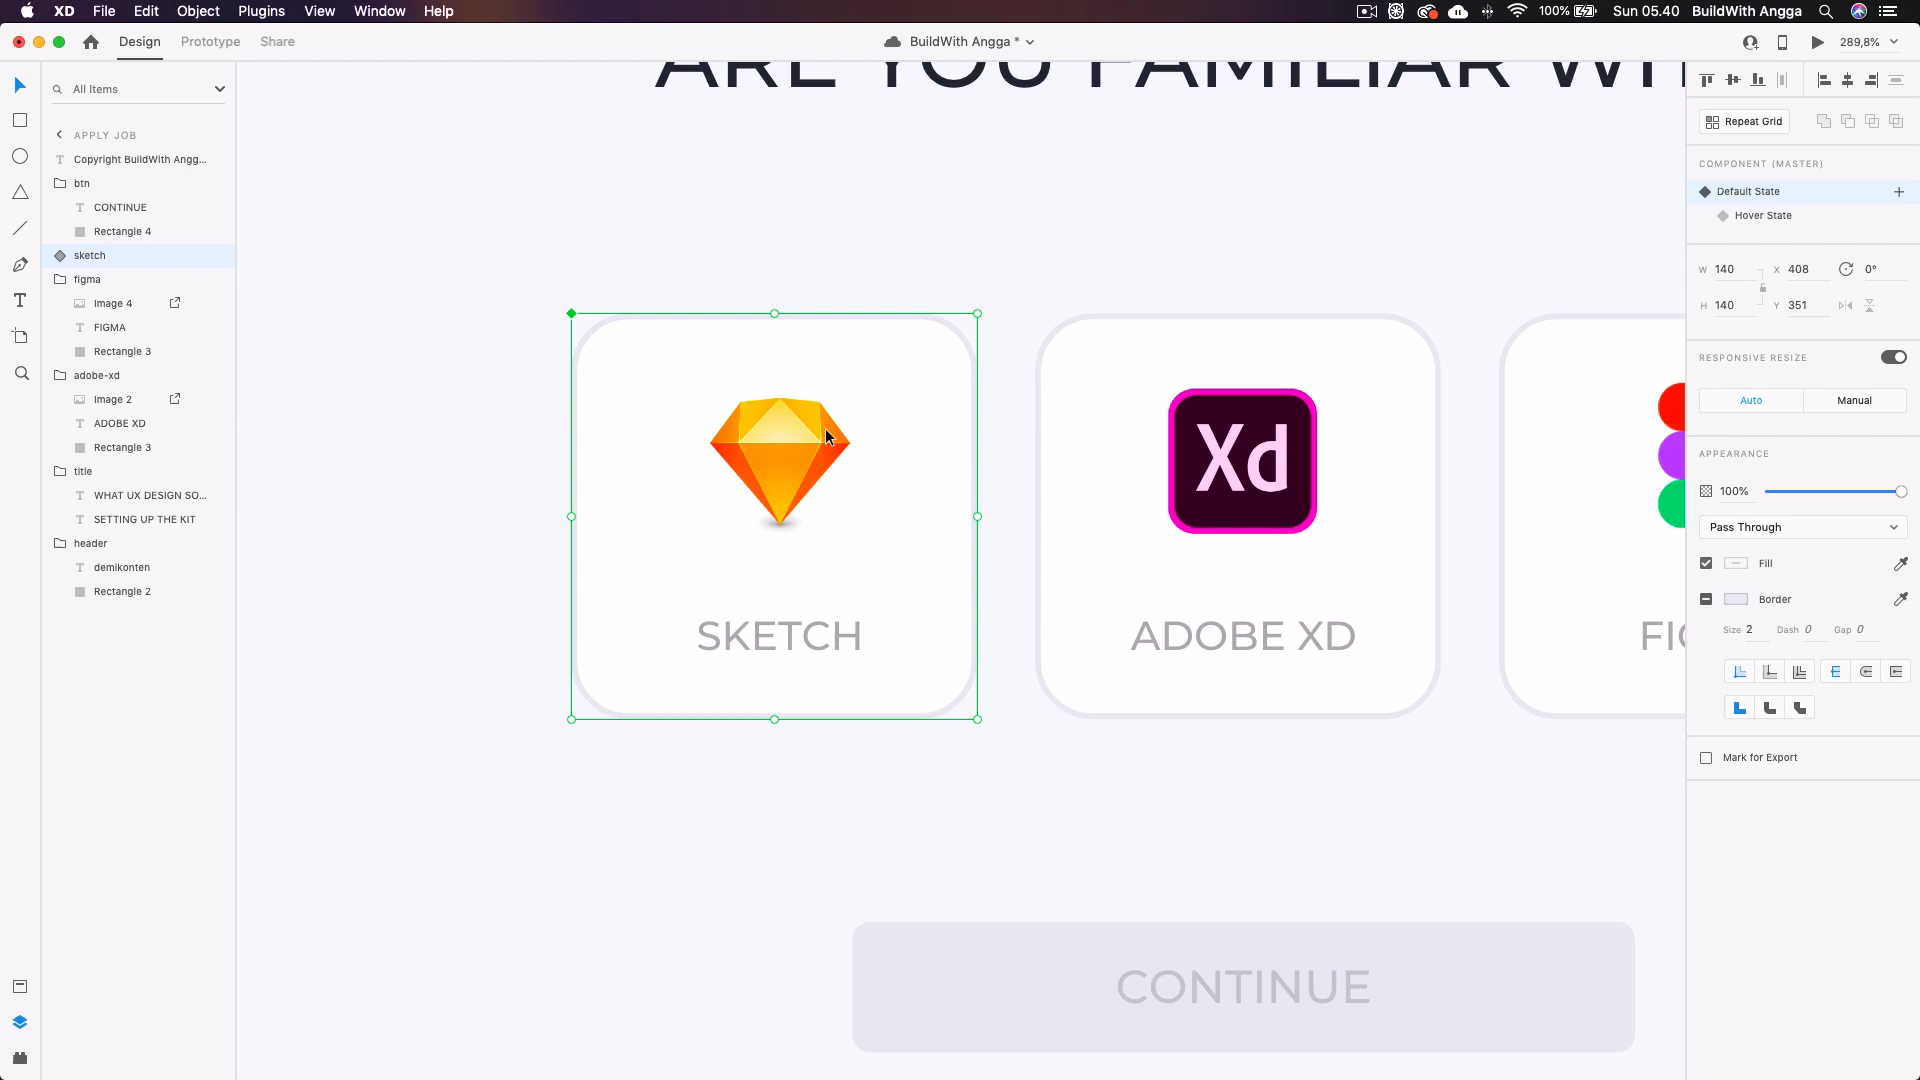 XD File Edit Object Plugins View Window Help
100% Sun 05.40 BuildWith Angga
Design Prototype Share
BuildWith Angga *
289,8%
All Items
APPLY JOB
Copyright BuildWith Angg...
btn
CONTINUE
Rectangle 4
sketch
figma
Image 4
FIGMA
Rectangle 3
adobe-xd
Image 2
ADOBE XD
Rectangle 3
title
WHAT UX DESIGN SO...
SETTING UP THE KIT
header
demikonten
Rectangle 2
ARE YOU FAMILIAR WIT
Xd
SKETCH
ADOBE XD
FIG
CONTINUE
Repeat Grid
COMPONENT (MASTER)
Default State
Hover State
W 140 X 408 0°
H 140 Y 351
RESPONSIVE RESIZE
Auto Manual
APPEARANCE
100%
Pass Through
Fill
Border
Size 2 Dash 0 Gap 0
Mark for Export